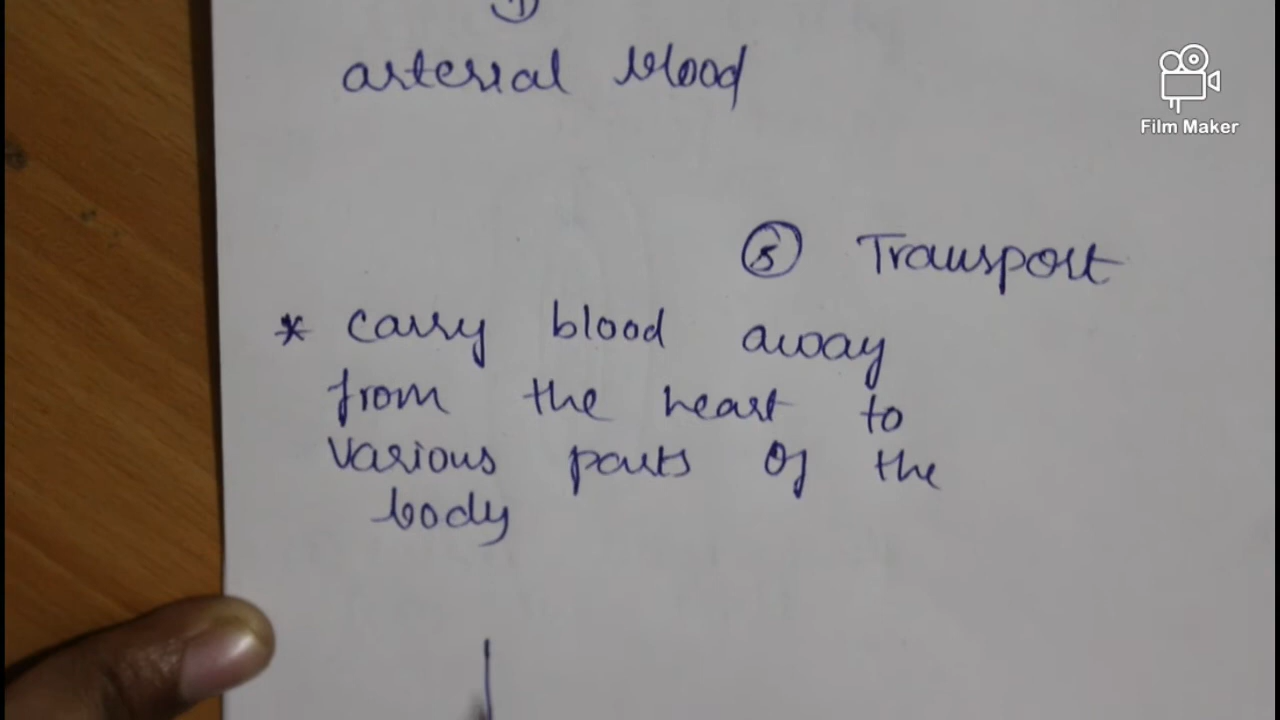 arterial blood
⑤ Transport
* carry blood away
from the heart to
various parts of the
body
Film Maker